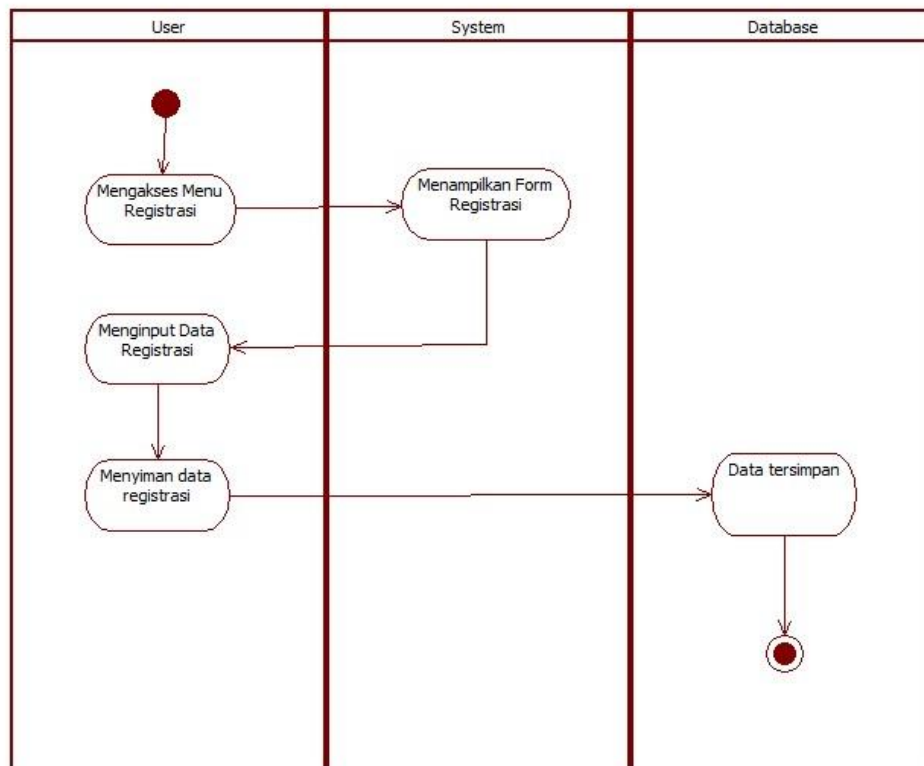 User
System
Database
Mengakses Menu
Registrasi
Menampilkan Form
Registrasi
Menginput Data
Registrasi
Menyiman data
registrasi
Data tersimpan